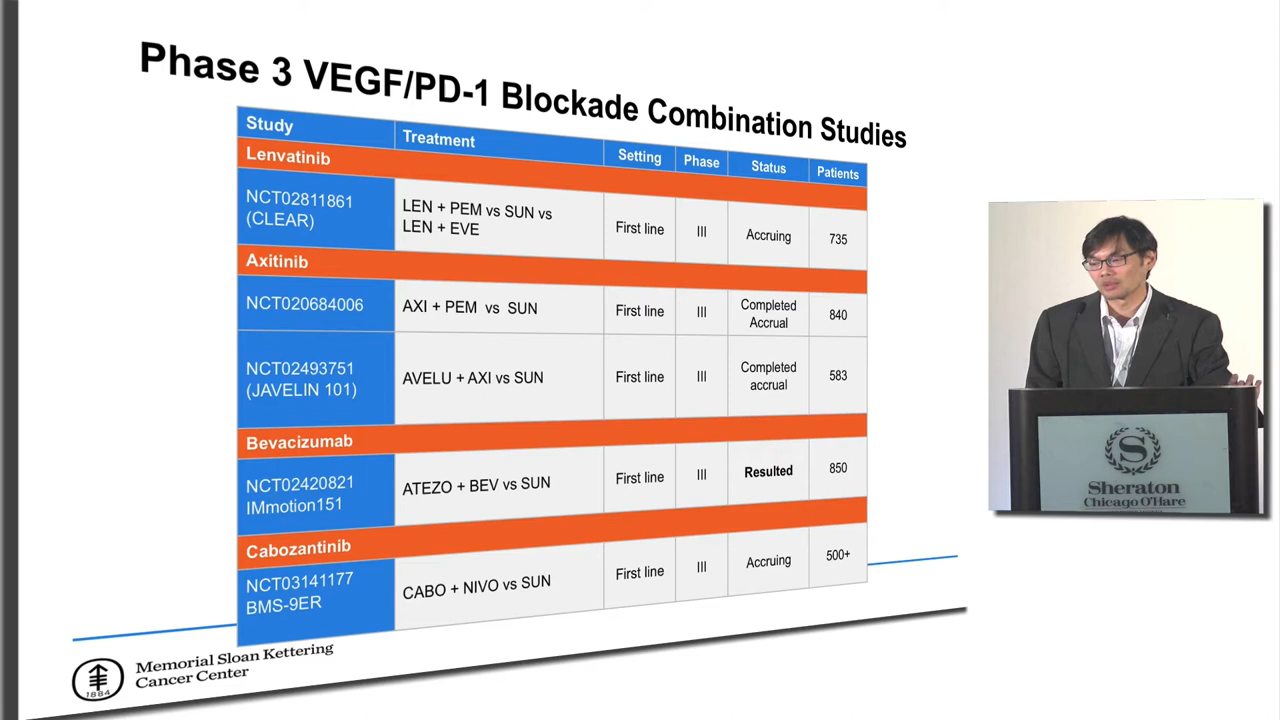 Phase 3 VEGF/PD-1 Blockade Combination Studies
Study Treatment Setting Phase Status Patients
Lenvatinib
NCT02811861
(CLEAR)
LEN + PEM vs SUN vs
LEN + EVE
First line III Accruing 735
Axitinib
NCT020684006 AXI + PEM vs SUN First line III
Completed
Accrual
840
NCT02493751
(JAVELIN 101)
AVELU + AXI vs SUN First line III
Completed
accrual
583
Bevacizumab
NCT02420821
IMmotion151
ATEZO + BEV vs SUN First line III Resulted 850
Cabozantinib
NCT03141177
BMS-9ER
CABO + NIVO vs SUN First line III Accruing 500+
1884
Memorial Sloan Kettering
Cancer Center
S
Sheraton
Chicago O'Hare